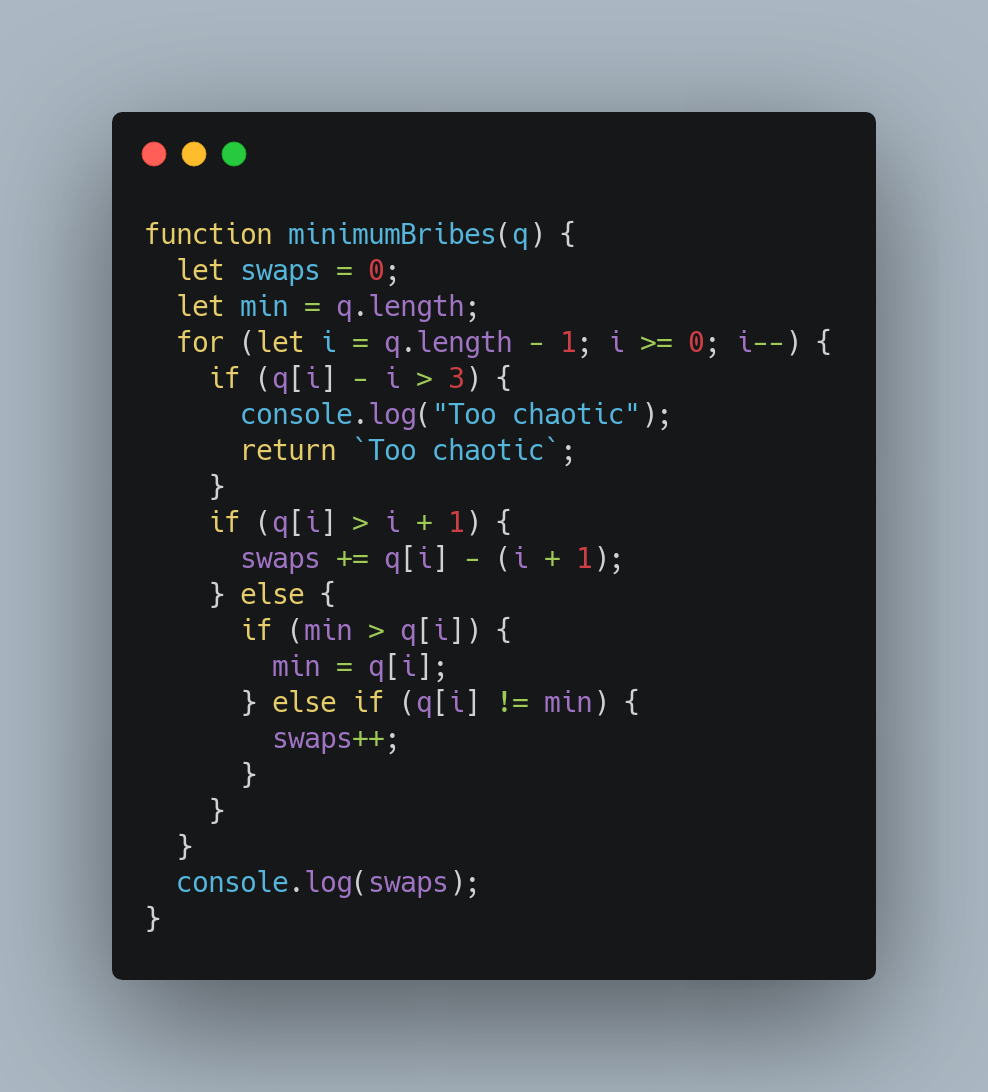 function minimumBribes(q) {
  let swaps = 0;
  let min = q.length;
  for (let i = q.length - 1; i >= 0; i--) {
    if (q[i] - i > 3) {
      console.log("Too chaotic");
      return `Too chaotic`;
    }
    if (q[i] > i + 1) {
      swaps += q[i] - (i + 1);
    } else {
      if (min > q[i]) {
        min = q[i];
      } else if (q[i] != min) {
        swaps++;
      }
    }
  }
  console.log(swaps);
}